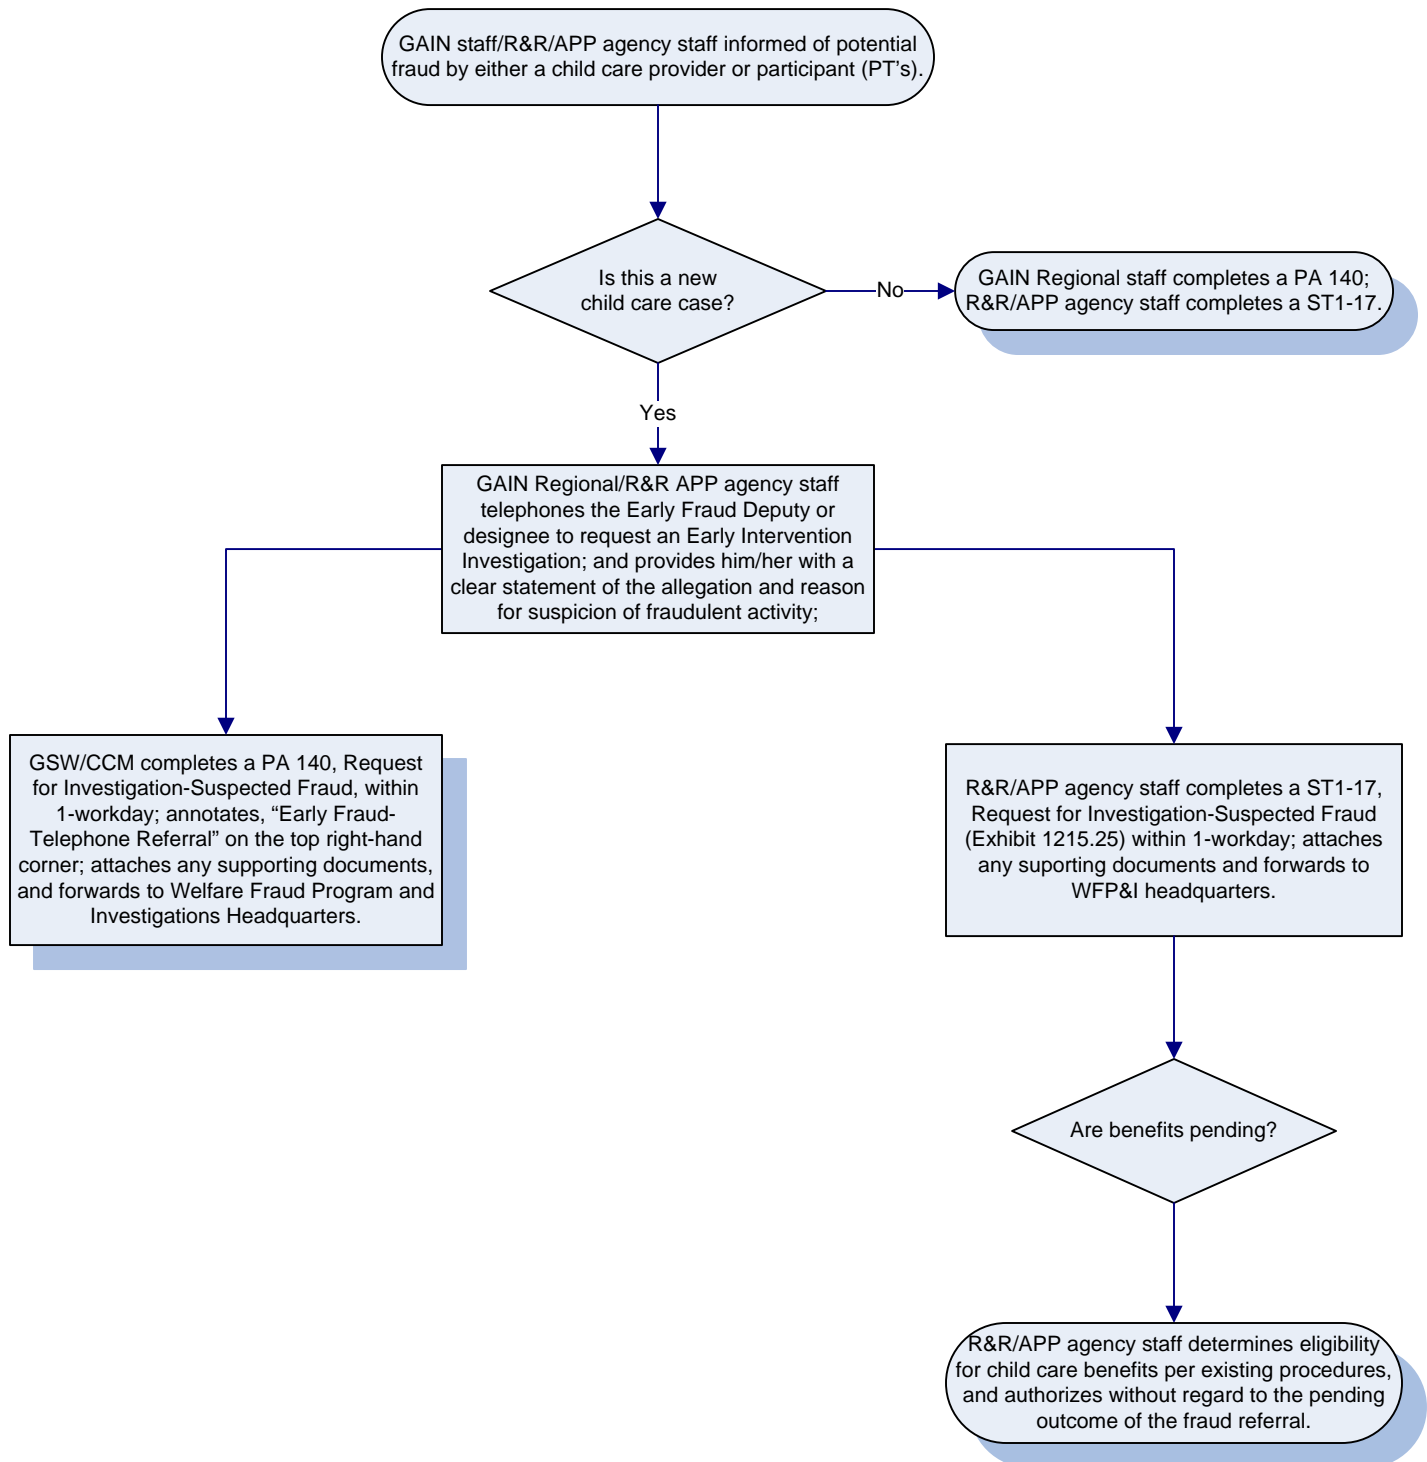 GAIN staff/R&R/APP agency staff informed of potential
fraud by either a child care provider or participant (PT's).
Is this a new
child care case?
No
GAIN Regional staff completes a PA 140;
R&R/APP agency staff completes a ST1-17.
Yes
GAIN Regional/R&R APP agency staff
telephones the Early Fraud Deputy or
designee to request an Early Intervention
Investigation; and provides him/her with a
clear statement of the allegation and reason
for suspicion of fraudulent activity;
GSW/CCM completes a PA 140, Request
for Investigation-Suspected Fraud, within
1-workday; annotates, “Early Fraud-
Telephone Referral” on the top right-hand
corner; attaches any supporting documents,
and forwards to Welfare Fraud Program and
Investigations Headquarters.
R&R/APP agency staff completes a ST1-17,
Request for Investigation-Suspected Fraud
(Exhibit 1215.25) within 1-workday; attaches
any suporting documents and forwards to
WFP&I headquarters.
Are benefits pending?
R&R/APP agency staff determines eligibility
for child care benefits per existing procedures,
and authorizes without regard to the pending
outcome of the fraud referral.